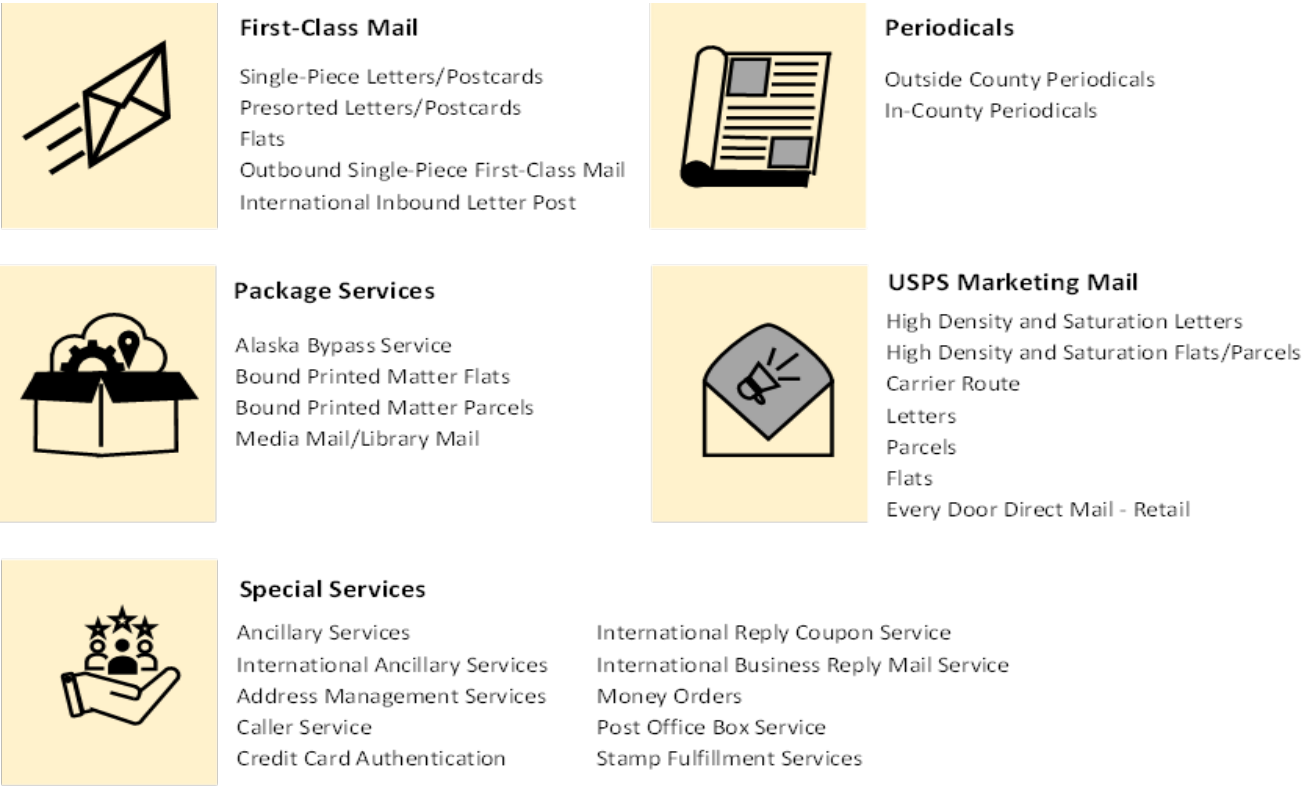 First-Class Mail
Single-Piece Letters/Postcards
Presorted Letters/Postcards
Flats
Outbound Single-Piece First-Class Mail
International Inbound Letter Post
Periodicals
Outside County Periodicals
In-County Periodicals
Package Services
Alaska Bypass Service
Bound Printed Matter Flats
Bound Printed Matter Parcels
Media Mail/Library Mail
USPS Marketing Mail
High Density and Saturation Letters
High Density and Saturation Flats/Parcels
Carrier Route
Letters
Parcels
Flats
Every Door Direct Mail - Retail
Special Services
Ancillary Services
International Ancillary Services
Address Management Services
Caller Service
Credit Card Authentication
International Reply Coupon Service
International Business Reply Mail Service
Money Orders
Post Office Box Service
Stamp Fulfillment Services